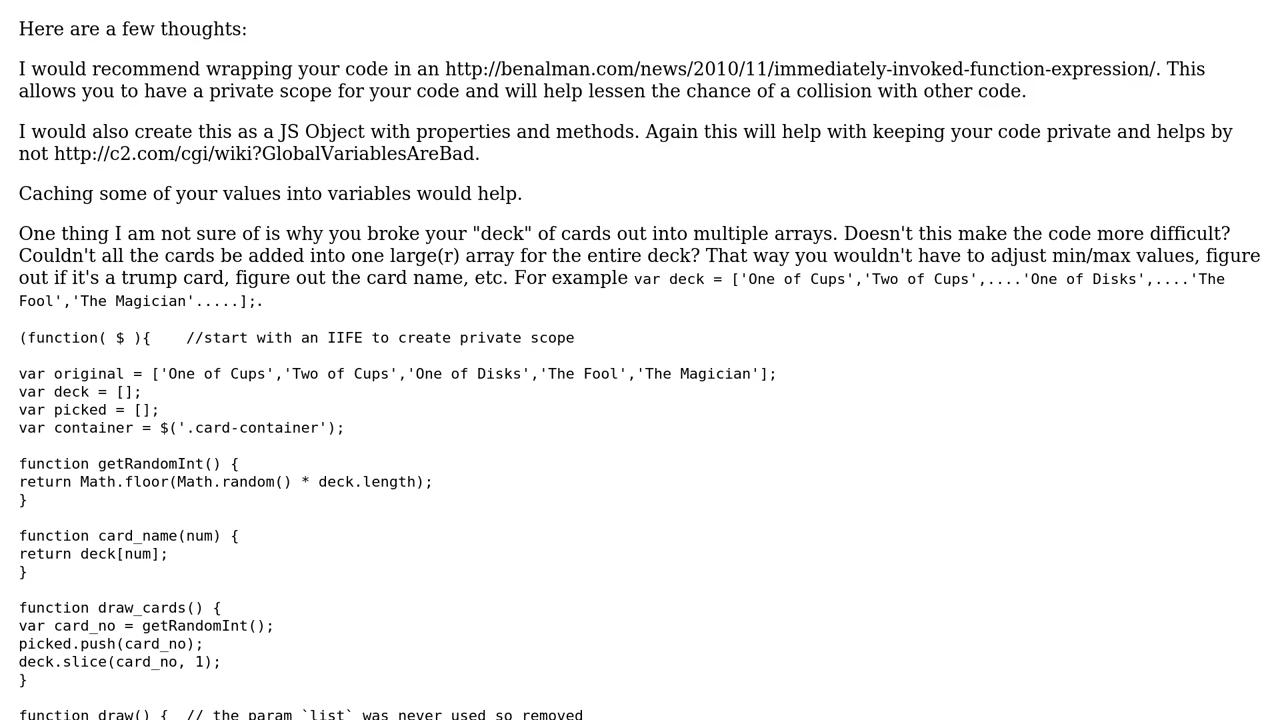 Here are a few thoughts:
I would recommend wrapping your code in an http://benalman.com/news/2010/11/immediately-invoked-function-expression/. This
allows you to have a private scope for your code and will help lessen the chance of a collision with other code.
I would also create this as a JS Object with properties and methods. Again this will help with keeping your code private and helps by
not http://c2.com/cgi/wiki?GlobalVariablesAreBad.
Caching some of your values into variables would help.
One thing I am not sure of is why you broke your "deck" of cards out into multiple arrays. Doesn't this make the code more difficult?
Couldn't all the cards be added into one large(r) array for the entire deck? That way you wouldn't have to adjust min/max values, figure
out if it's a trump card, figure out the card name, etc. For example var deck = ['One of Cups','Two of Cups',....'One of Disks',....'The
Fool','The Magician'.....];.
(function( $ ){    //start with an IIFE to create private scope
var original = ['One of Cups','Two of Cups','One of Disks','The Fool','The Magician'];
var deck = [];
var picked = [];
var container = $('.card-container');
function getRandomInt() {
return Math.floor(Math.random() * deck.length);
}
function card_name(num) {
return deck[num];
}
function draw_cards() {
var card_no = getRandomInt();
picked.push(card_no);
deck.slice(card_no, 1);
}
function draw() {  // the param `list` was never used so removed